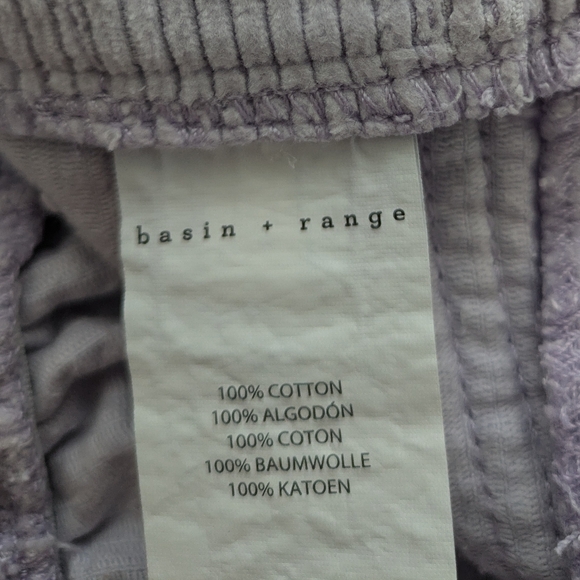 basin + range
100% COTTON
100% ALGODÓN
100% COTON
100% BAUMWOLLE
100% KATOEN